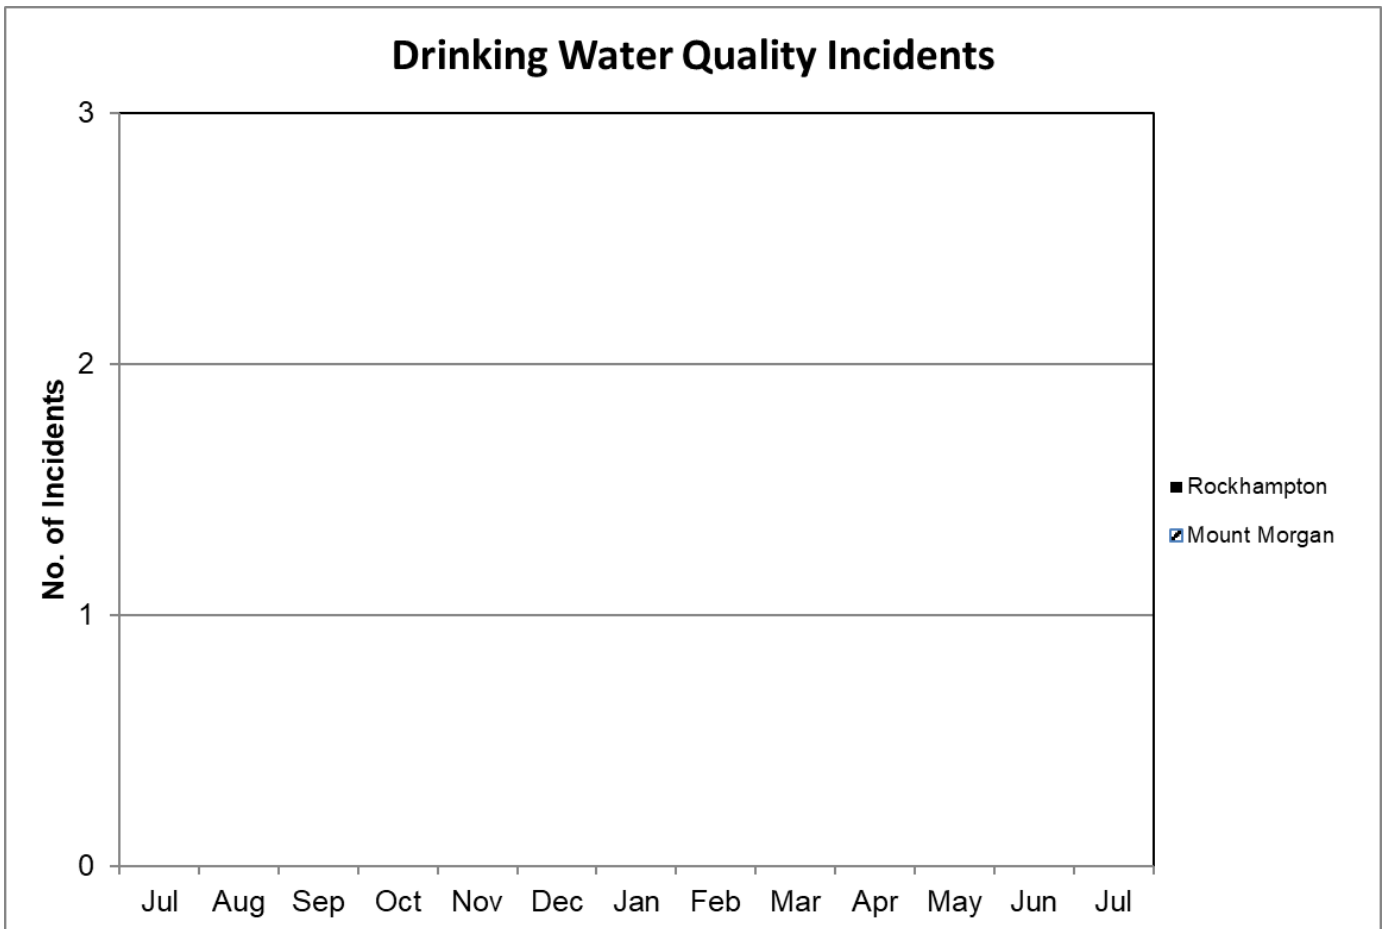 Drinking Water Quality Incidents
3
2
1
0
No. of Incidents
Jul Aug Sep Oct Nov Dec Jan Feb Mar Apr May Jun Jul
Rockhampton
Mount Morgan